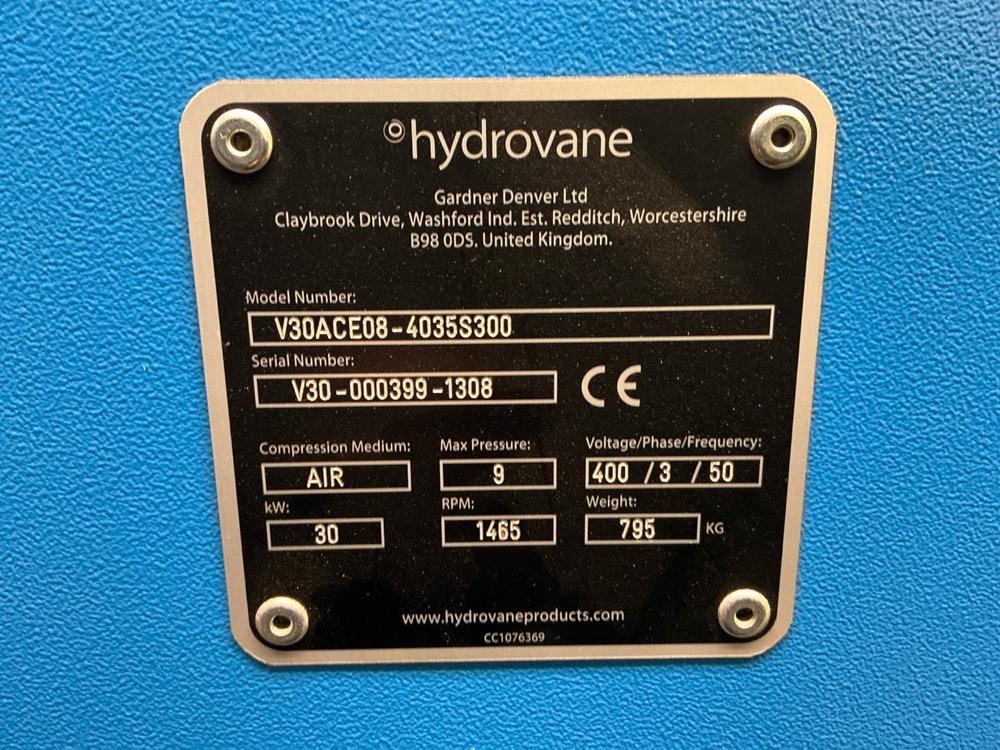 hydrovane
Gardner Denver Ltd
Claybrook Drive, Washford Ind. Est. Redditch, Worcestershire
B98 0DS. United Kingdom.
Model Number:
V30ACE08-4035S300
Serial Number:
V30-000399-1308
CE
Compression Medium: Max Pressure: Voltage/Phase/Frequency:
AIR 9 400 / 3 / 50
kW: RPM: Weight:
30 1465 795 KG
www.hydrovaneproducts.com
CC1076369